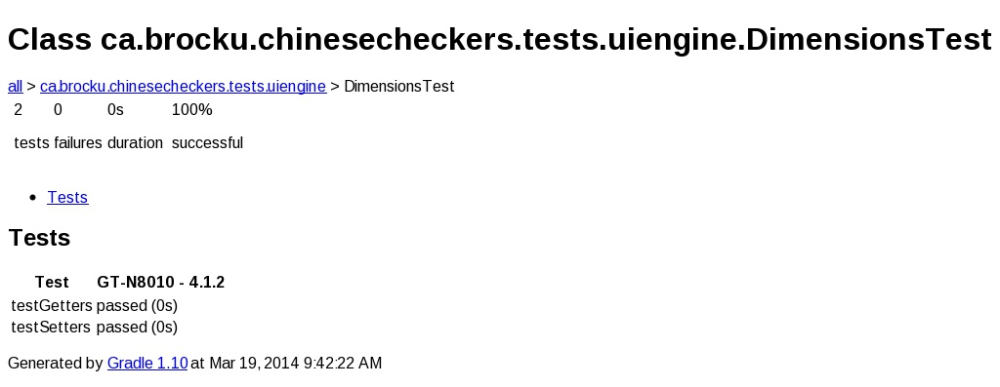 Class ca.brocku.chinesecheckers.tests.uiengine.DimensionsTest
all > ca.brocku.chinesecheckers.tests.uiengine > DimensionsTest
2 0 0s 100%
tests failures duration successful
• Tests
Tests
Test GT-N8010 - 4.1.2
testGetters passed (0s)
testSetters passed (0s)
Generated by Gradle 1.10 at Mar 19, 2014 9:42:22 AM